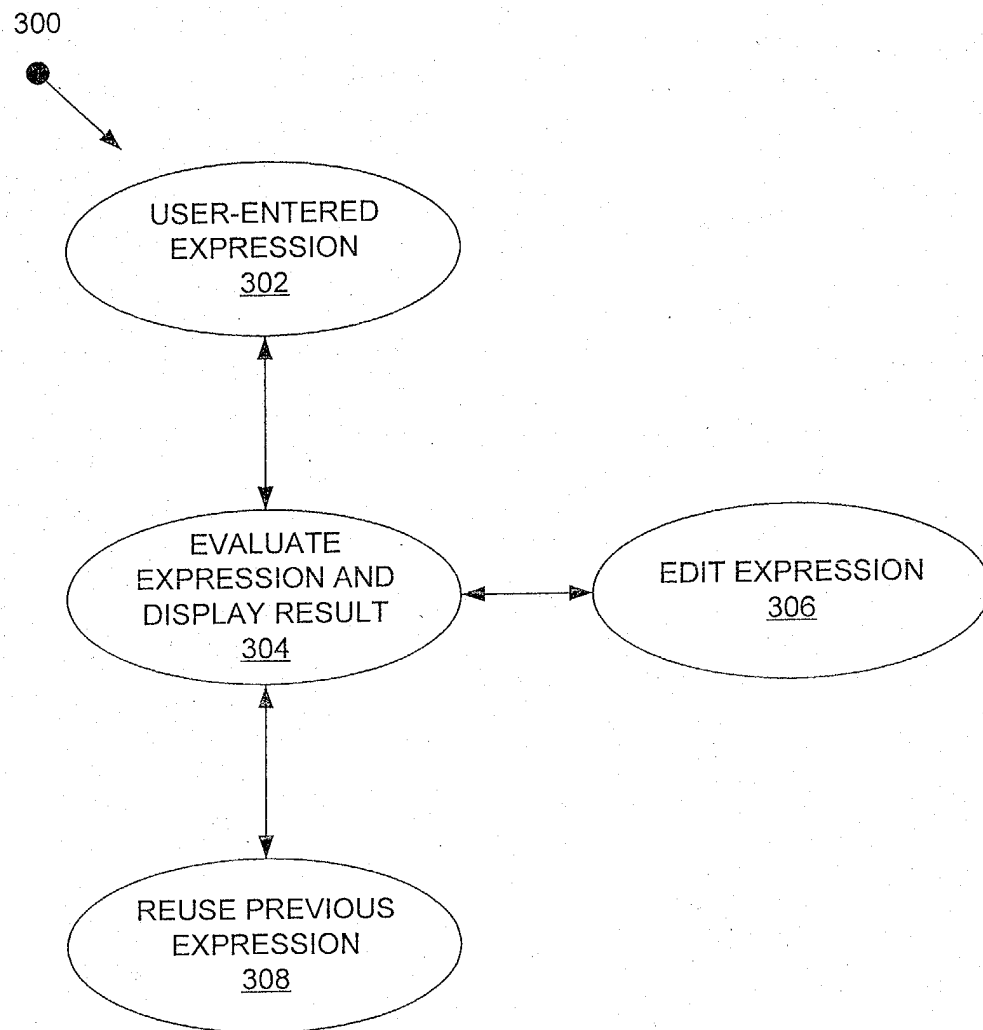 300
USER-ENTERED
EXPRESSION
302
EVALUATE
EXPRESSION AND
DISPLAY RESULT
304
EDIT EXPRESSION
306
REUSE PREVIOUS
EXPRESSION
308